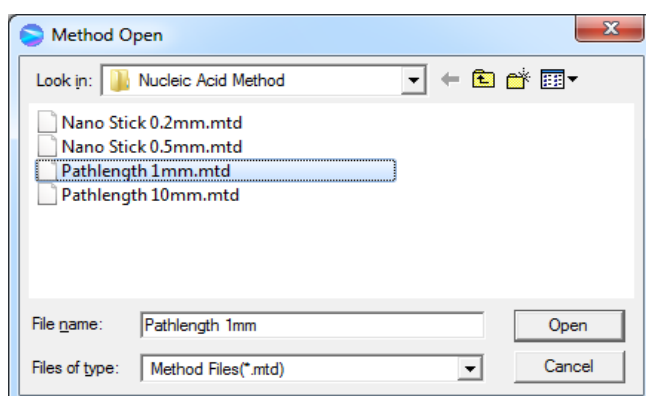 Method Open
Look in: Nucleic Acid Method
Nano Stick 0.2mm.mtd
Nano Stick 0.5mm.mtd
Pathlength 1mm.mtd
Pathlength 10mm.mtd
File name: Pathlength 1mm Open
Files of type: Method Files(*.mtd) Cancel